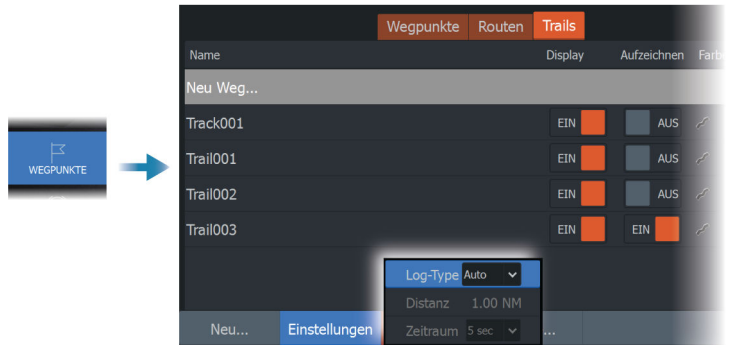 Wegpunkte Routen Trails
Name Display Aufzeichnen Farbe
Neu Weg...
Track001 EIN AUS
WEGPUNKTE
Trail001 EIN AUS
Trail002 EIN AUS
Trail003 EIN EIN
Log-Type Auto
Distanz 1.00 NM
Neu... Einstellungen Zeitraum 5 sec ...